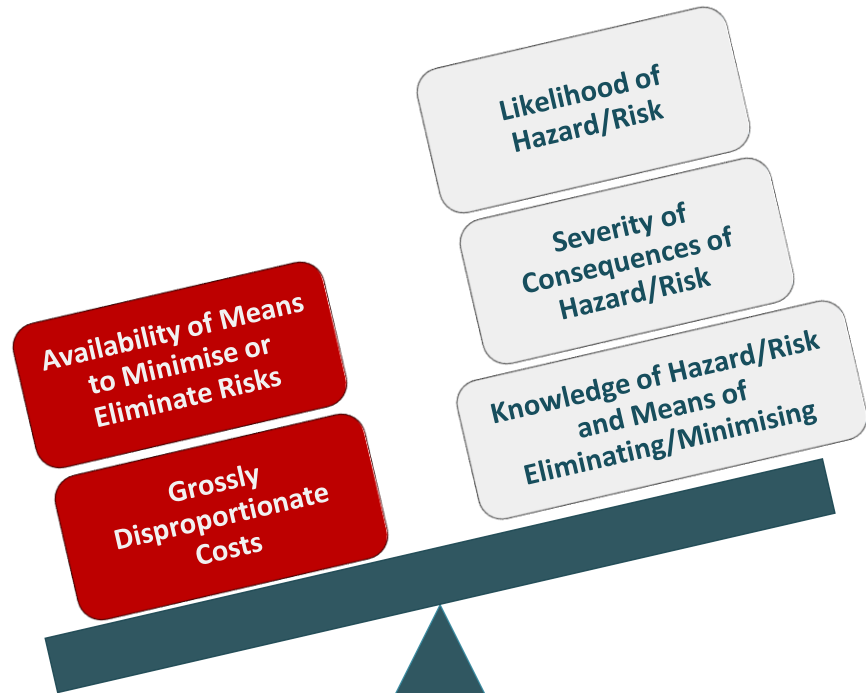 Likelihood of
Hazard/Risk
Severity of
Consequences of
Hazard/Risk
Knowledge of Hazard/Risk
and Means of
Eliminating/Minimising
Availability of Means
to Minimise or
Eliminate Risks
Grossly
Disproportionate
Costs